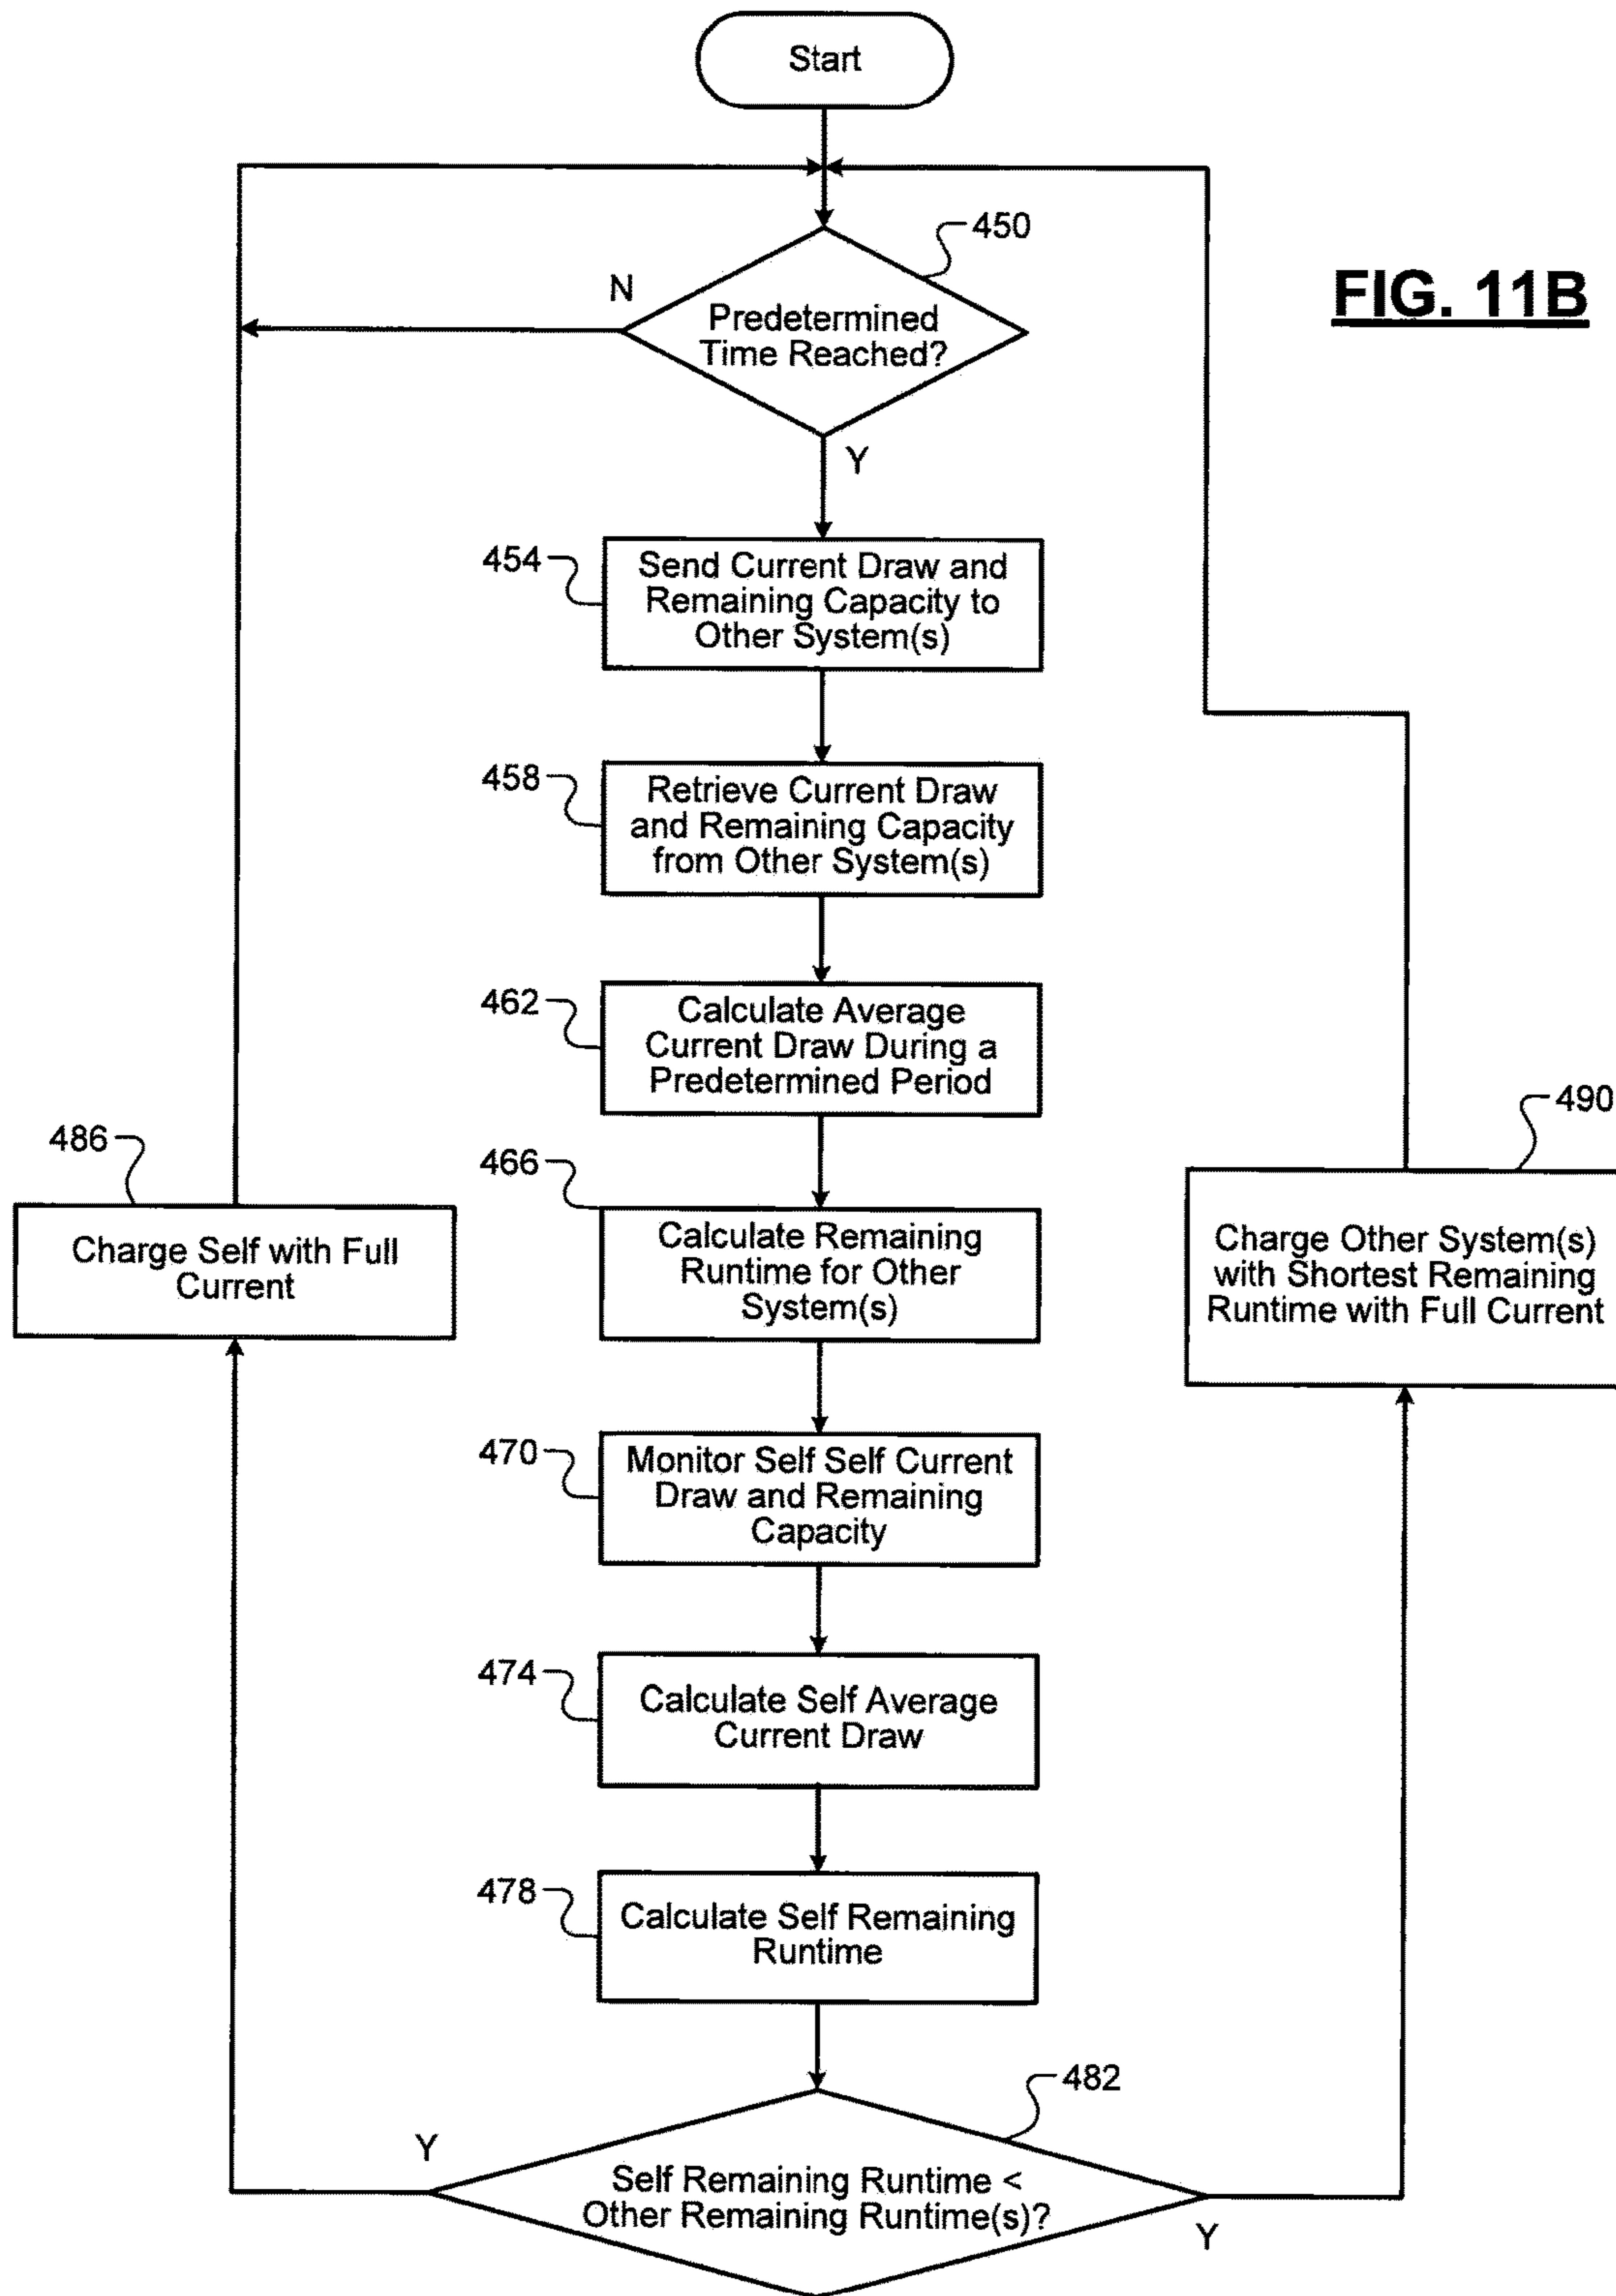 Start
450
FIG. 11B
N
Predetermined
Time Reached?
Y
454
Send Current Draw and
Remaining Capacity to
Other System(s)
458
Retrieve Current Draw
and Remaining Capacity
from Other System(s)
462
Calculate Average
Current Draw During a
Predetermined Period
490
486
466
Charge Self with Full
Current
Calculate Remaining
Runtime for Other
System(s)
Charge Other System(s)
with Shortest Remaining
Runtime with Full Current
470
Monitor Self Self Current
Draw and Remaining
Capacity
474
Calculate Self Average
Current Draw
478
Calculate Self Remaining
Runtime
482
Y
Self Remaining Runtime <
Other Remaining Runtime(s)?
Y